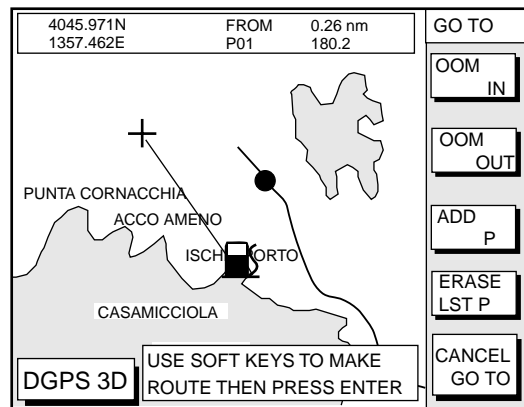 4045.971N FROM 0.26 nm
1357.462E P01 180.2
GO TO
OOM
IN
OOM
OUT
ADD
P
ERASE
LST P
CANCEL
GO TO
PUNTA CORNACCHIA
ACCO AMENO
ISCH ORTO
CASAMICCIOLA
DGPS 3D
USE SOFT KEYS TO MAKE
ROUTE THEN PRESS ENTER